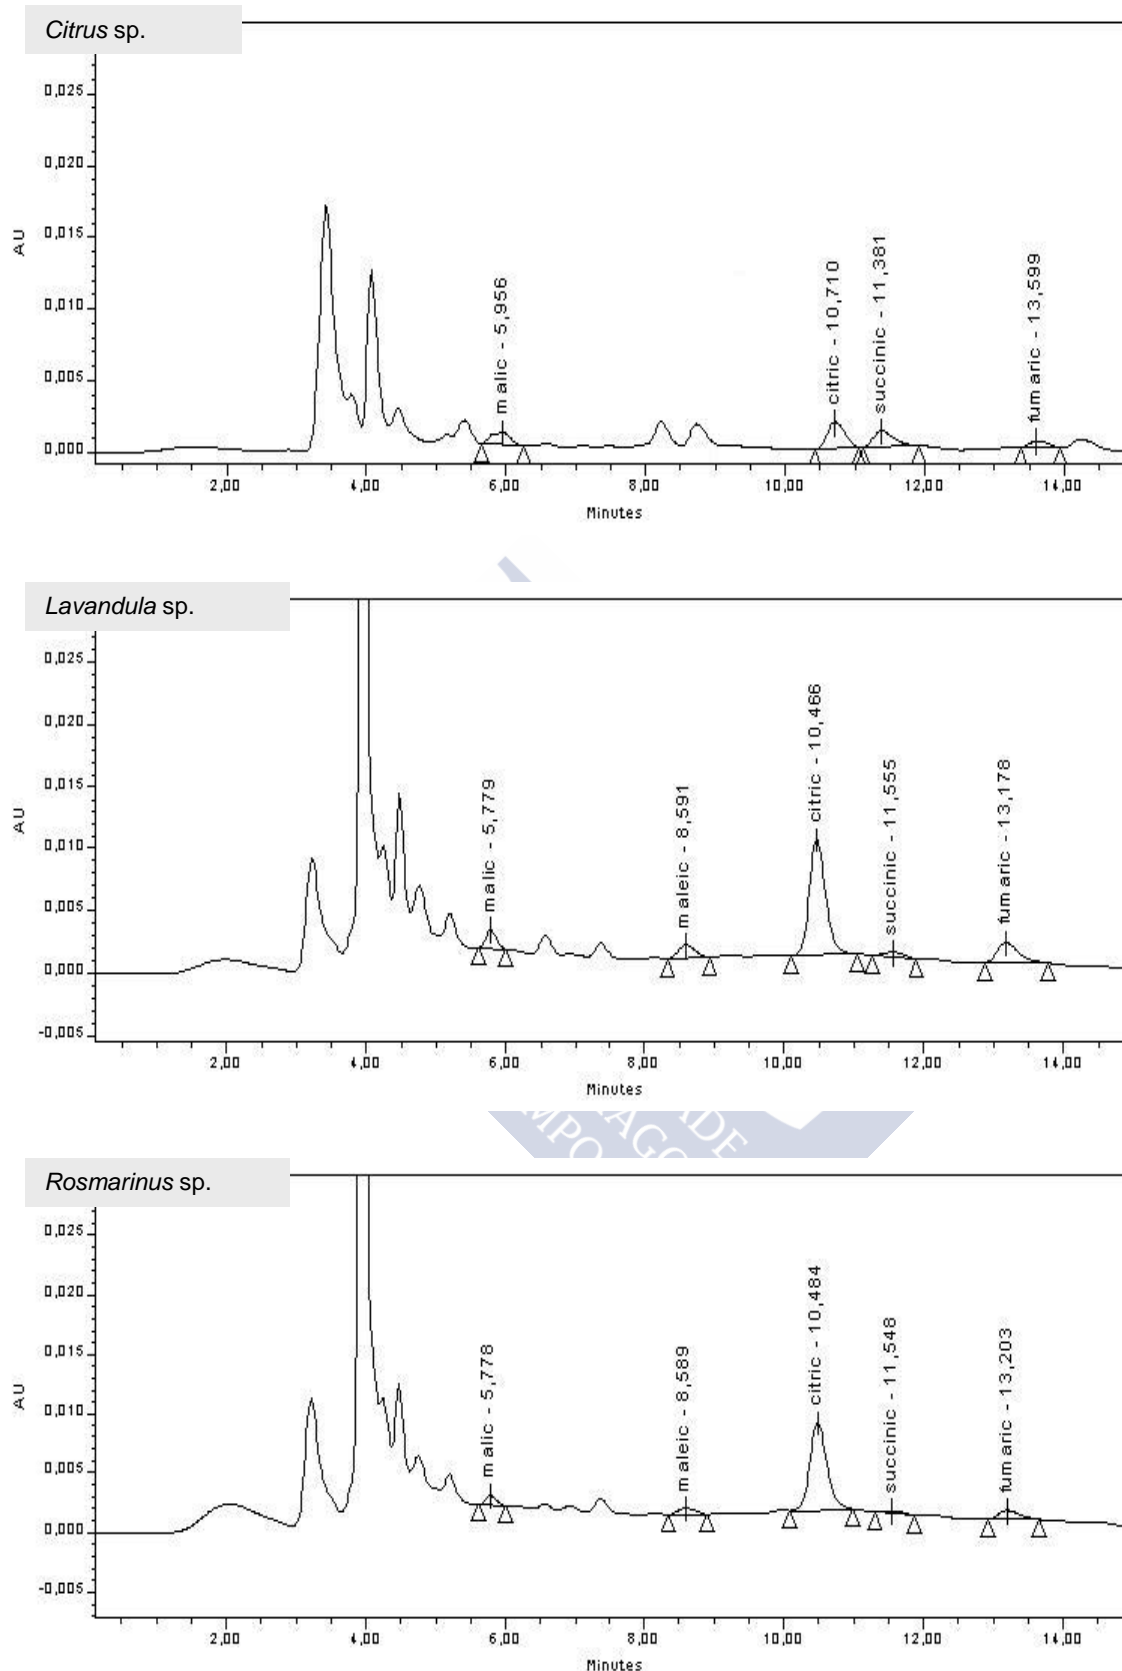 Citrus sp.
0,025
0,020
0,015
0,010
0,005
0,000
AU
malic - 5,956
citric - 10,710
succinic - 11,381
fumaric - 13,599
2,00 4,00 6,00 8,00 10,00 12,00 14,00
Minutes
Lavandula sp.
0,025
0,020
0,015
0,010
0,005
0,000
-0,005
AU
malic - 5,779
maleic - 8,591
citric - 10,466
succinic - 11,555
fumaric - 13,178
2,00 4,00 6,00 8,00 10,00 12,00 14,00
Minutes
Rosmarinus sp.
0,025
0,020
0,015
0,010
0,005
0,000
-0,005
AU
malic - 5,778
maleic - 8,589
citric - 10,484
succinic - 11,548
fumaric - 13,203
2,00 4,00 6,00 8,00 10,00 12,00 14,00
Minutes